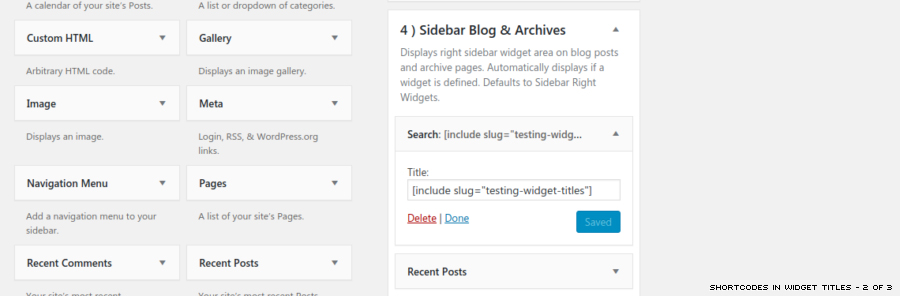 A calendar of your site's Posts.
A list or dropdown of categories.
Custom HTML
Gallery
Arbitrary HTML code.
Displays an image gallery.
Image
Meta
Displays an image.
Login, RSS, & WordPress.org
links.
Navigation Menu
Pages
Add a navigation menu to your
sidebar.
A list of your site's Pages.
Recent Comments
Recent Posts
Your site's most recent
Your site's most recent Posts.
4 ) Sidebar Blog & Archives
Displays right sidebar widget area on blog posts
and archive pages. Automatically displays if a
widget is defined. Defaults to Sidebar Right
Widgets.
Search: [include slug="testing-widg...
Title:
[include slug="testing-widget-titles"]
Delete | Done
Saved
Recent Posts
SHORTCODES IN WIDGET TITLES - 2 OF 3